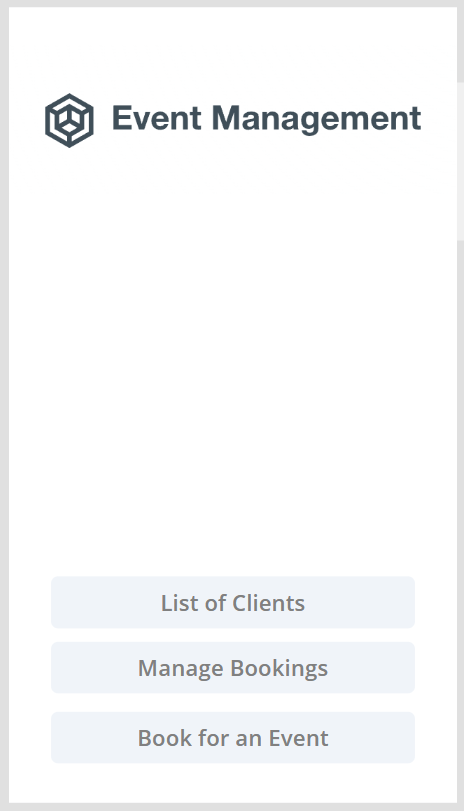 Event Management
List of Clients
Manage Bookings
Book for an Event